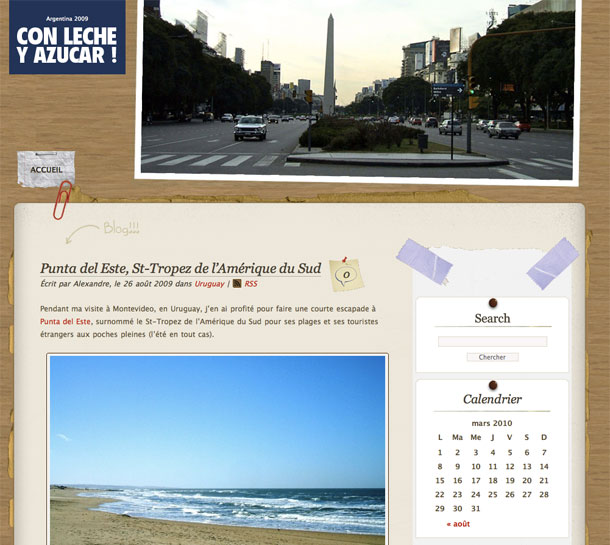 Argentina 2009
CON LECHE
Y AZUCAR !
ACCUEIL
Blog!!!
Punta del Este, St-Tropez de l'Amérique du Sud
0
Écrit par Alexandre, le 26 août 2009 dans Uruguay | RSS
Pendant ma visite à Montevideo, en Uruguay, j'en ai profité pour faire une courte escapade à
Punta del Este, surnommé le St-Tropez de l'Amérique du Sud pour ses plages et ses touristes
étrangers aux poches pleines (l'été en tout cas).
Search
Chercher
Calendrier
mars 2010
L Ma Me J V S D
1 2 3 4 5 6 7
8 9 10 11 12 13 14
15 16 17 18 19 20 21
22 23 24 25 26 27 28
29 30 31
« août